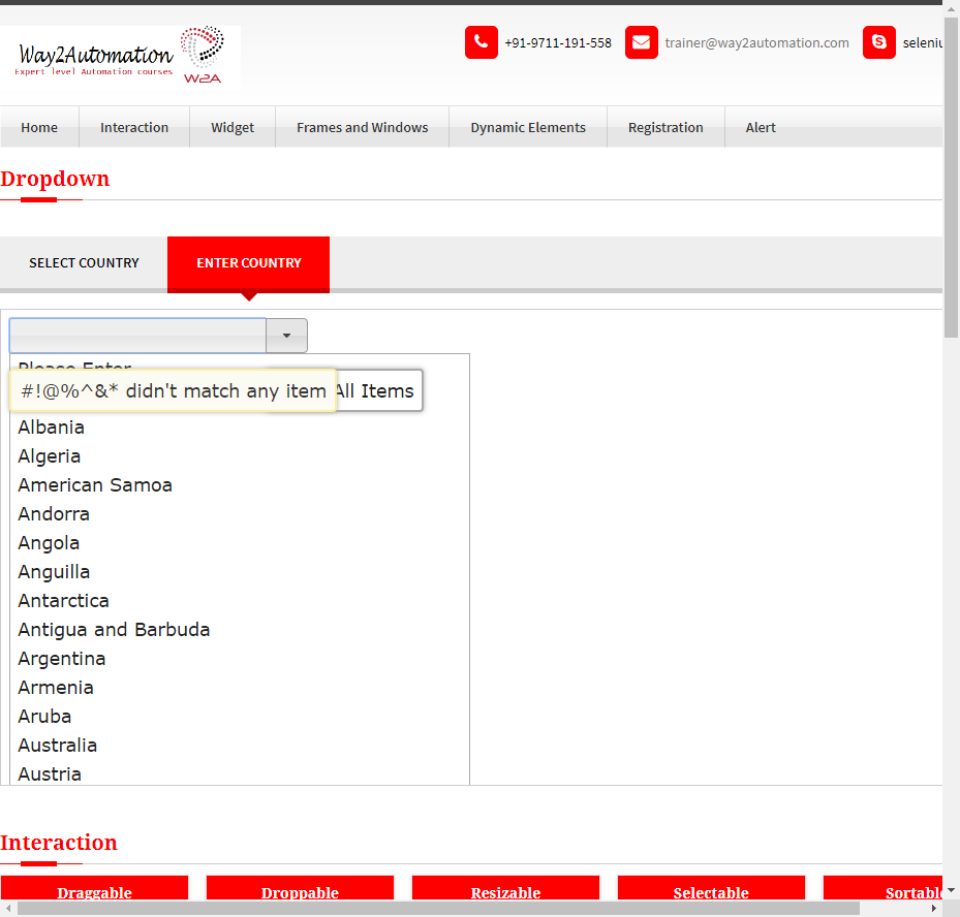 Way2Automation
Expert level Automation courses
W2A
+91-9711-191-558
trainer@way2automation.com
seleniu
Home
Interaction
Widget
Frames and Windows
Dynamic Elements
Registration
Alert
Dropdown
SELECT COUNTRY
ENTER COUNTRY
Please Enter
#!@%^&* didn't match any item
All Items
Albania
Algeria
American Samoa
Andorra
Angola
Anguilla
Antarctica
Antigua and Barbuda
Argentina
Armenia
Aruba
Australia
Austria
Interaction
Draggable
Droppable
Resizable
Selectable
Sortable